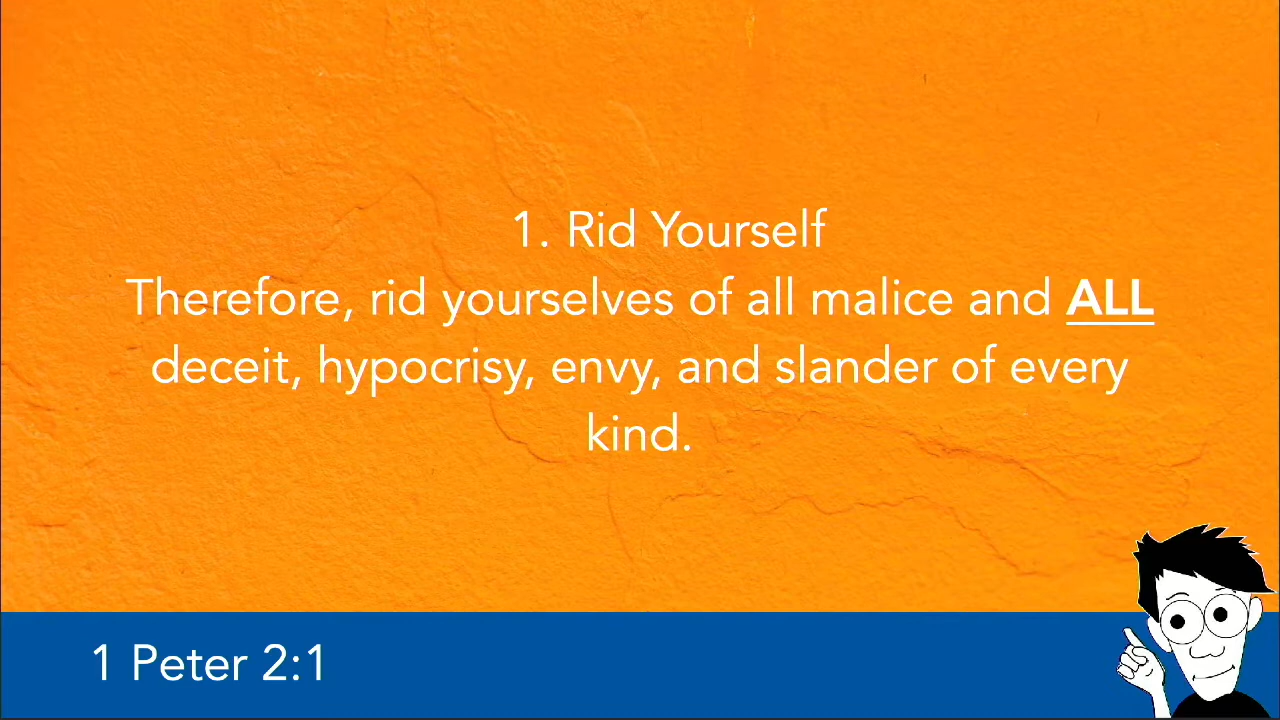 1. Rid Yourself
Therefore, rid yourselves of all malice and ALL
deceit, hypocrisy, envy, and slander of every
kind.
1 Peter 2:1